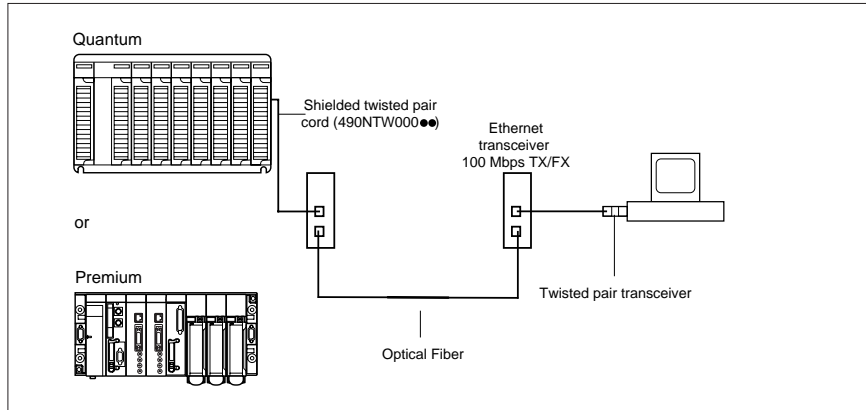 Quantum
Shielded twisted pair
cord (490NTW000●●)
Ethernet
transceiver
100 Mbps TX/FX
or
Premium
Twisted pair transceiver
Optical Fiber